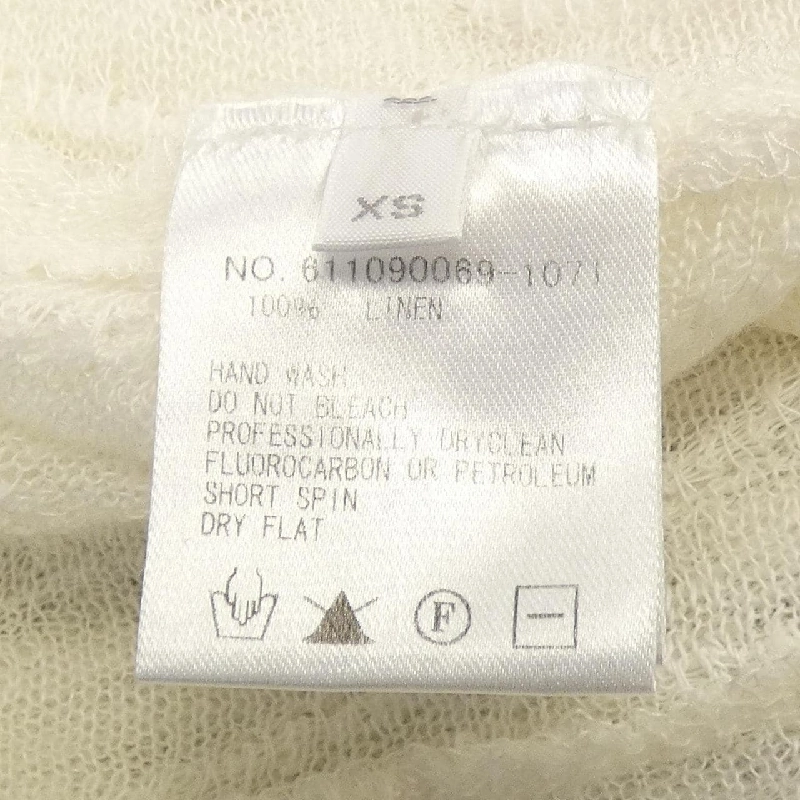 XS
NO. 611090069-1071
100% LINEN
HAND WASH
DO NOT BLEACH
PROFESSIONALLY DRYCLEAN
FLUOROCARBON OR PETROLEUM
SHORT SPIN
DRY FLAT
F